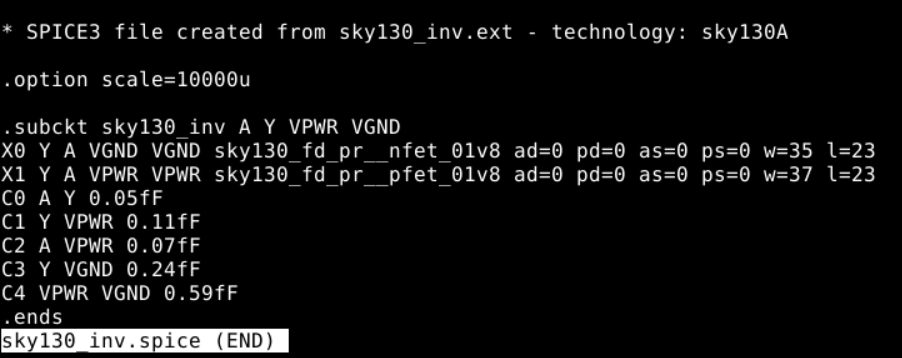 * SPICE3 file created from sky130_inv.ext - technology: sky130A
.option scale=10000u
.subckt sky130_inv A Y VPWR VGND
X0 Y A VGND VGND sky130_fd_pr__nfet_01v8 ad=0 pd=0 as=0 ps=0 w=35 l=23
X1 Y A VPWR VPWR sky130_fd_pr__pfet_01v8 ad=0 pd=0 as=0 ps=0 w=37 l=23
C0 A Y 0.05fF
C1 Y VPWR 0.11fF
C2 A VPWR 0.07fF
C3 Y VGND 0.24fF
C4 VPWR VGND 0.59fF
.ends
sky130_inv.spice (END)